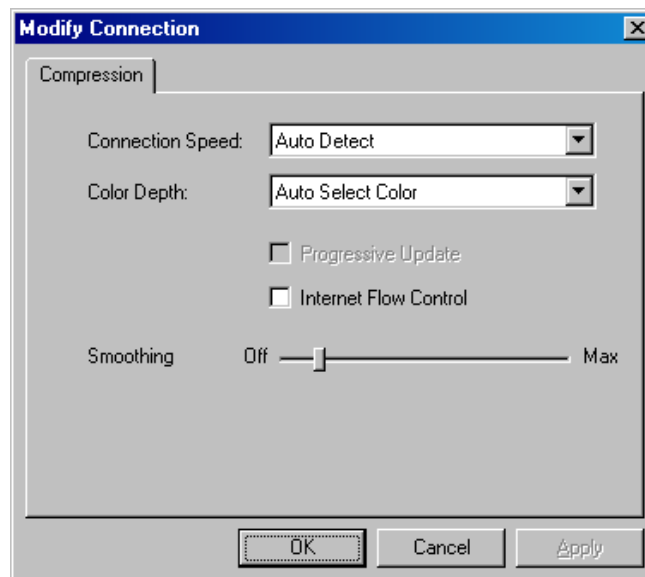 Modify Connection
Compression
Connection Speed: Auto Detect
Color Depth: Auto Select Color
Progressive Update
Internet Flow Control
Smoothing Off Max
OK Cancel Apply